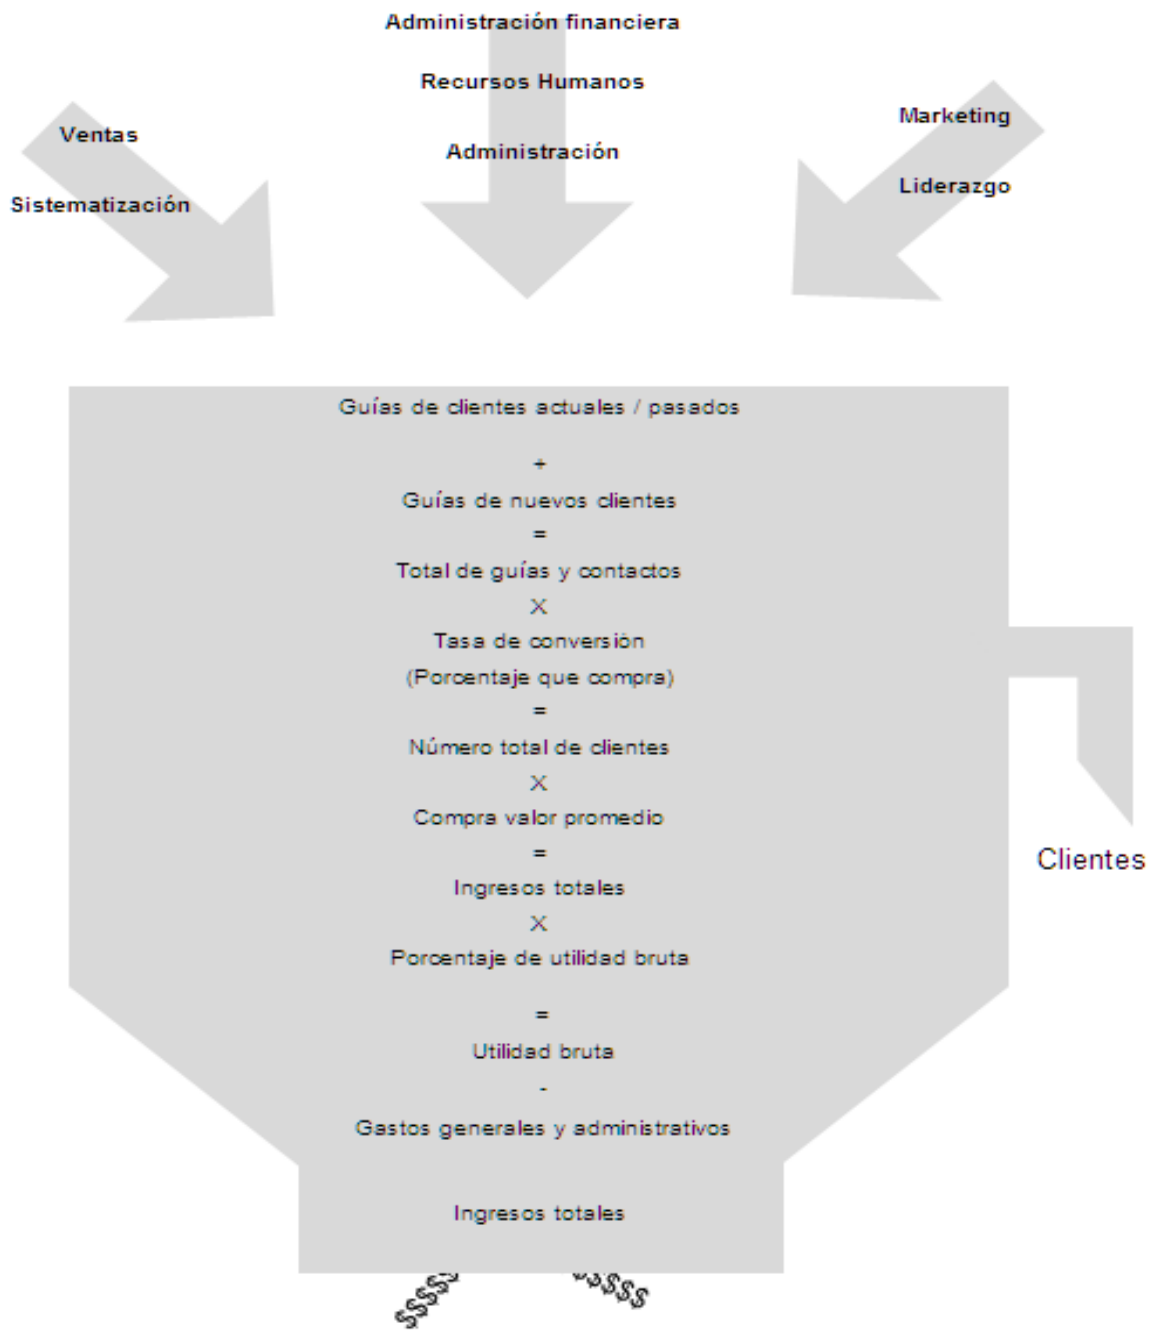 Administración financiera
Recursos Humanos
Administración
Ventas
Sistematización
Marketing
Liderazgo
Guías de clientes actuales / pasados
+
Guías de nuevos clientes
=
Total de guías y contactos
X
Tasa de conversión
(Porcentaje que compra)
=
Número total de clientes
X
Compra valor promedio
=
Ingresos totales
X
Porcentaje de utilidad bruta
=
Utilidad bruta
-
Gastos generales y administrativos
Ingresos totales
Clientes
$$$$$
$$$$$